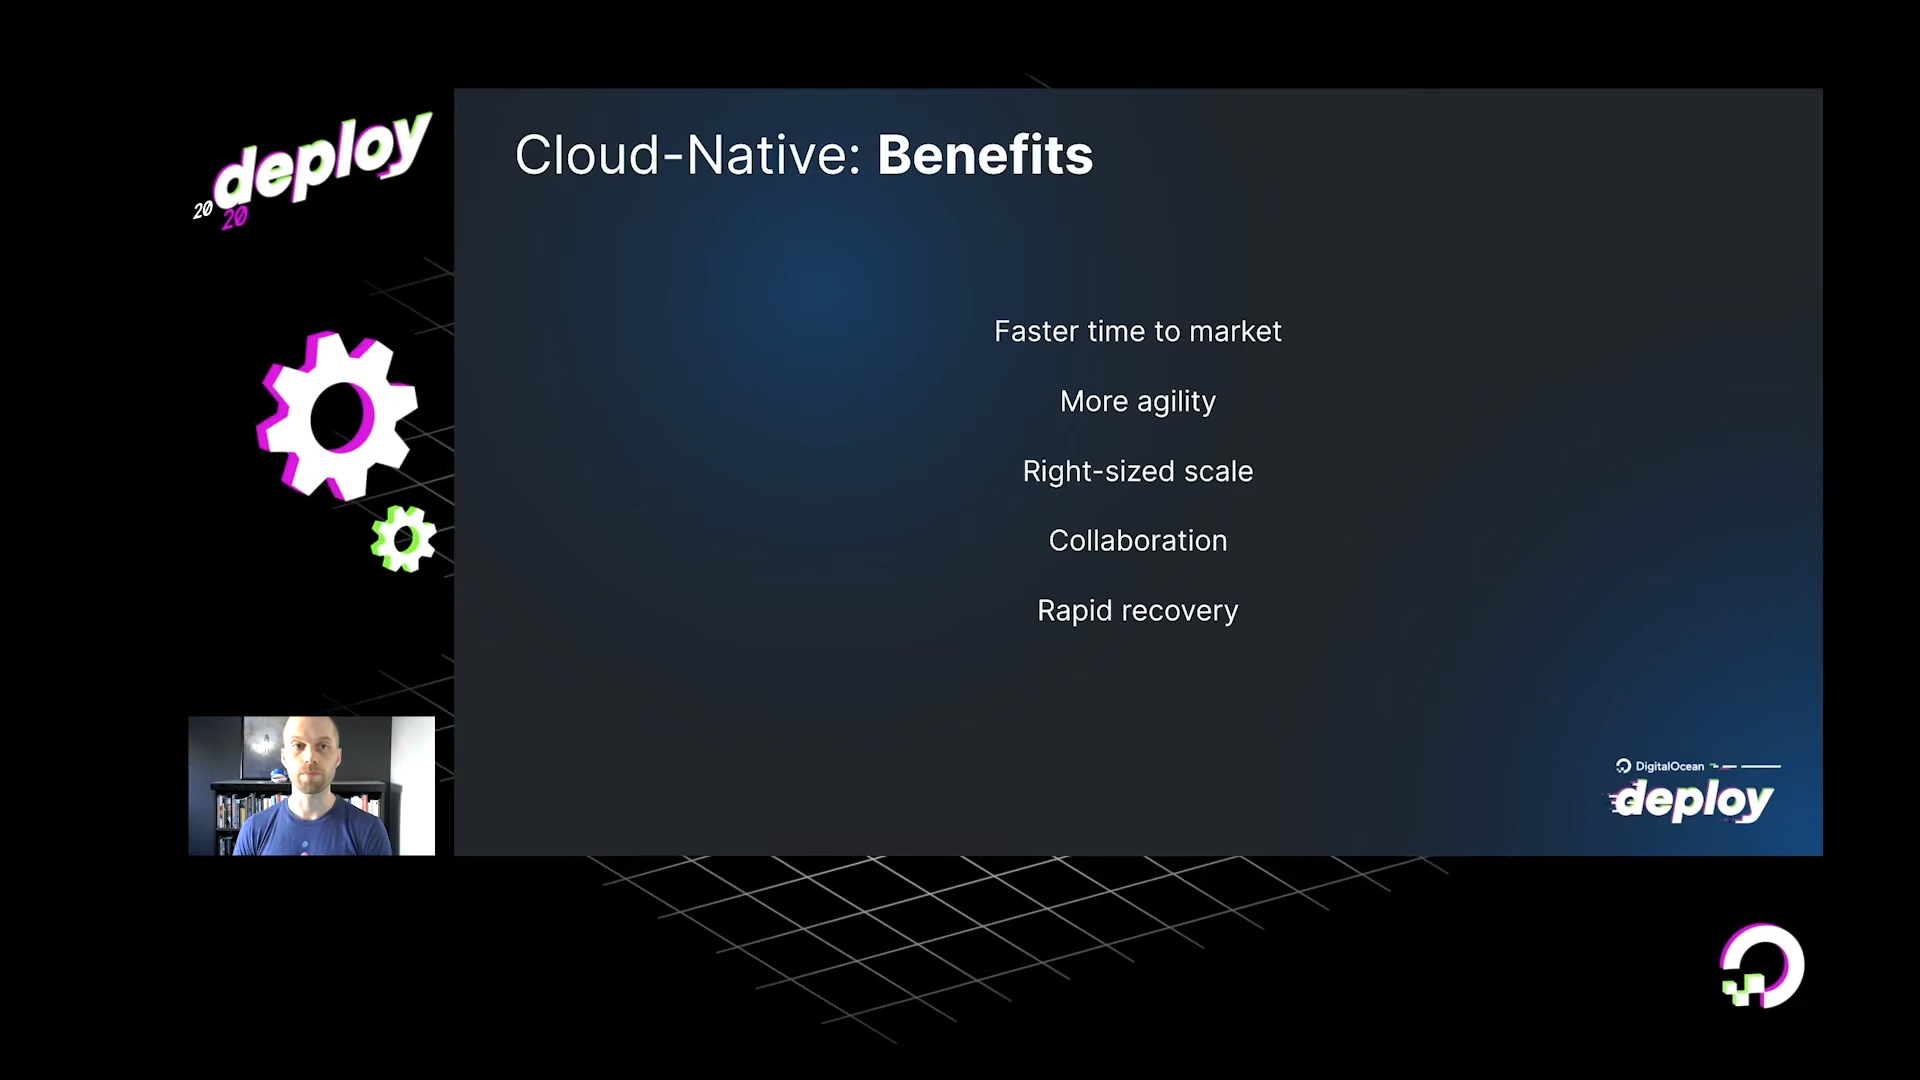 deploy
20
20
Cloud-Native: Benefits
Faster time to market
More agility
Right-sized scale
Collaboration
Rapid recovery
DigitalOcean
deploy